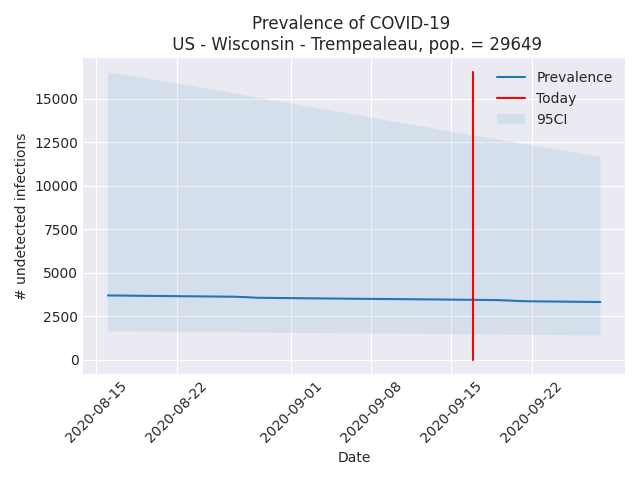 Prevalence of COVID-19
US - Wisconsin - Trempealeau, pop. = 29649
Prevalence
Today
95CI
15000
12500
10000
7500
5000
2500
0
# undetected infections
2020-08-15
2020-08-22
2020-09-01
2020-09-08
2020-09-15
2020-09-22
Date